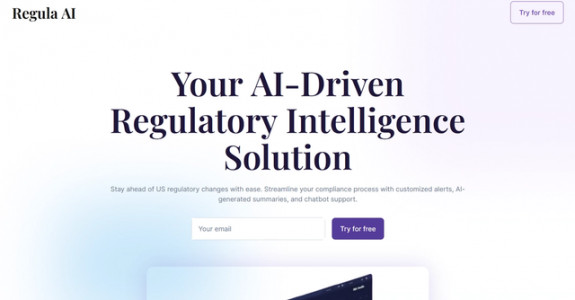 Regula AI
Try for free
Your AI-Driven
Regulatory Intelligence
Solution
Stay ahead of US regulatory changes with ease. Streamline your compliance process with customized alerts, AI-
generated summaries, and chatbot support.
Your email
Try for free